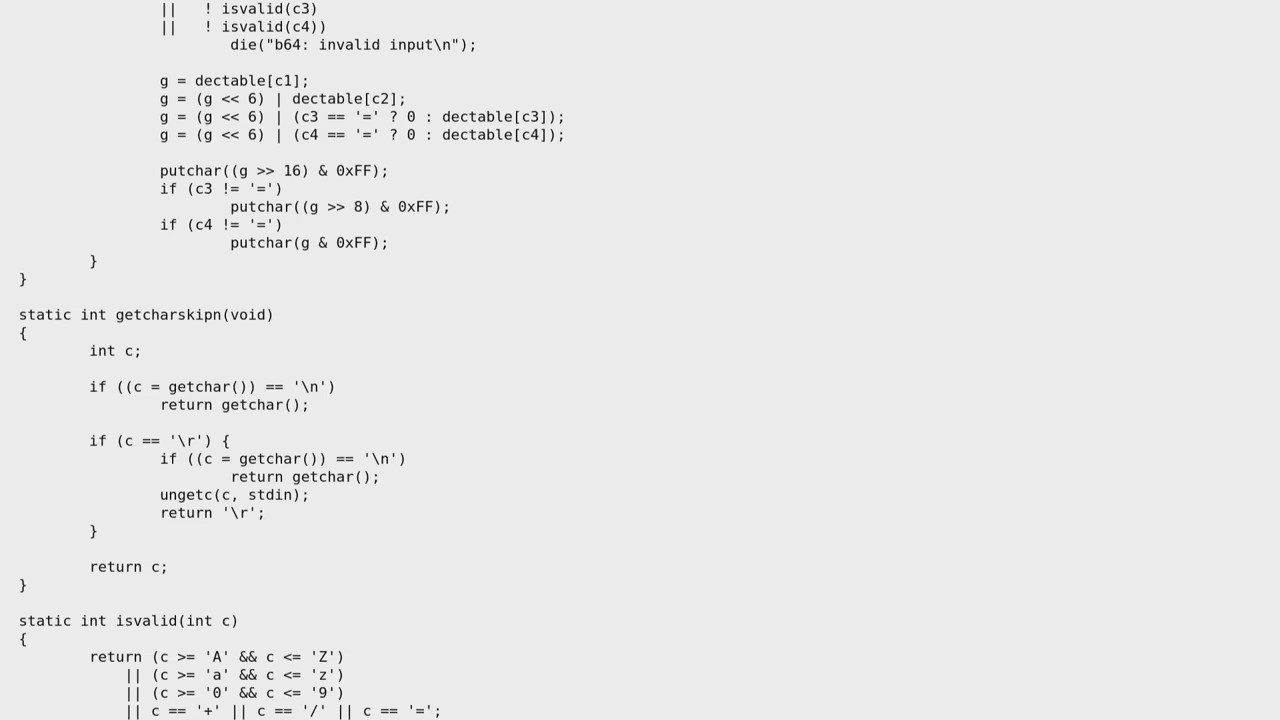 ||   ! isvalid(c3)
||   ! isvalid(c4))
die("b64: invalid input\n");
g = dectable[c1];
g = (g << 6) | dectable[c2];
g = (g << 6) | (c3 == '=' ? 0 : dectable[c3]);
g = (g << 6) | (c4 == '=' ? 0 : dectable[c4]);
putchar((g >> 16) & 0xFF);
if (c3 != '=')
putchar((g >> 8) & 0xFF);
if (c4 != '=')
putchar(g & 0xFF);
}
}
static int getcharskipn(void)
{
int c;
if ((c = getchar()) == '\n')
return getchar();
if (c == '\r') {
if ((c = getchar()) == '\n')
return getchar();
ungetc(c, stdin);
return '\r';
}
return c;
}
static int isvalid(int c)
{
return (c >= 'A' && c <= 'Z')
|| (c >= 'a' && c <= 'z')
|| (c >= '0' && c <= '9')
|| c == '+' || c == '/' || c == '=';